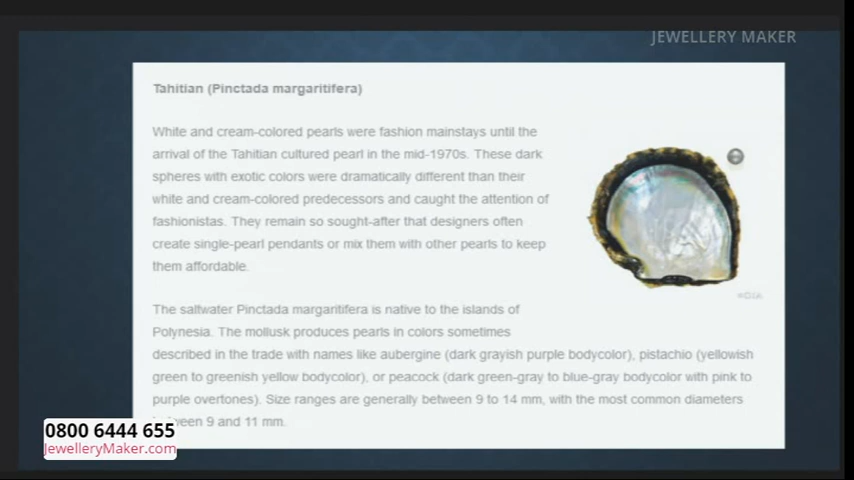 JEWELLERY MAKER
Tahitian (Pinctada margaritifera)
White and cream-colored pearls were fashion mainstays until the
arrival of the Tahitian cultured pearl in the mid-1970s. These dark
spheres with exotic colors were dramatically different than their
white and cream-colored predecessors and caught the attention of
fashionistas. They remain so sought-after that designers often
create single-pearl pendants or mix them with other pearls to keep
them affordable.
The saltwater Pinctada margaritifera is native to the islands of
Polynesia. The mollusk produces pearls in colors sometimes
described in the trade with names like aubergine (dark grayish purple bodycolor), pistachio (yellowish
green to greenish yellow bodycolor), or peacock (dark green-gray to blue-gray bodycolor with pink to
purple overtones). Size ranges are generally between 9 to 14 mm, with the most common diameters
9 and 11 mm.
0800 6444 655
JewelleryMaker.com